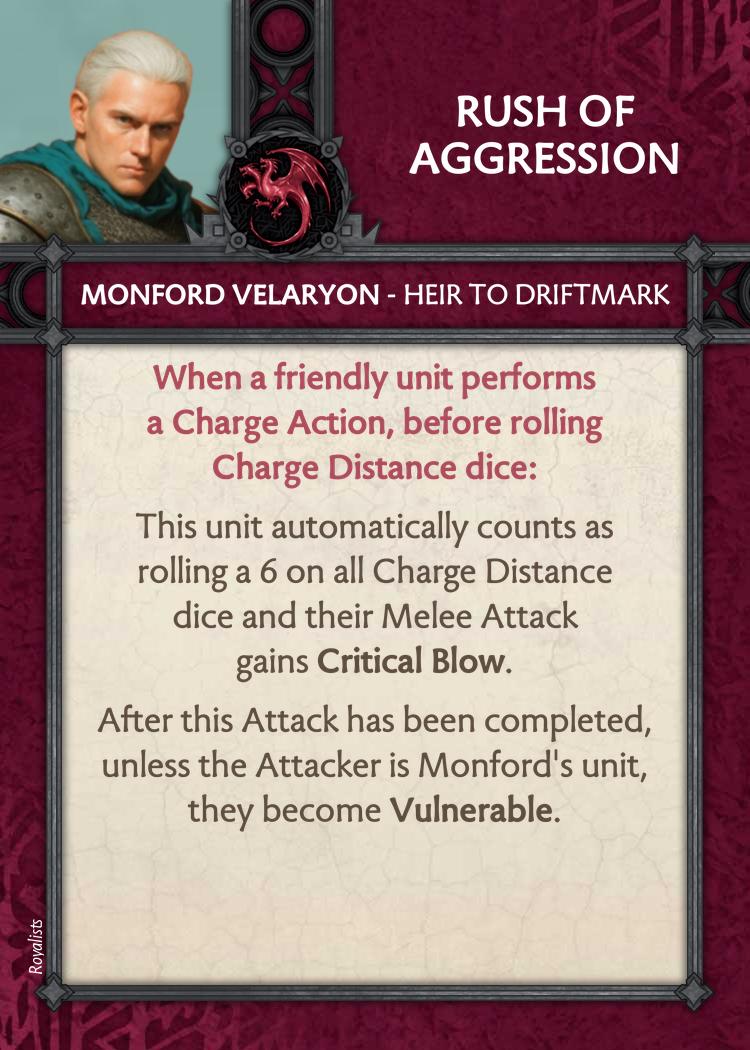 RUSH OF
AGGRESSION
MONFORD VELARYON - HEIR TO DRIFTMARK
When a friendly unit performs
a Charge Action, before rolling
Charge Distance dice:
This unit automatically counts as
rolling a 6 on all Charge Distance
dice and their Melee Attack
gains Critical Blow.
After this Attack has been completed,
unless the Attacker is Monford's unit,
they become Vulnerable.
Royalists